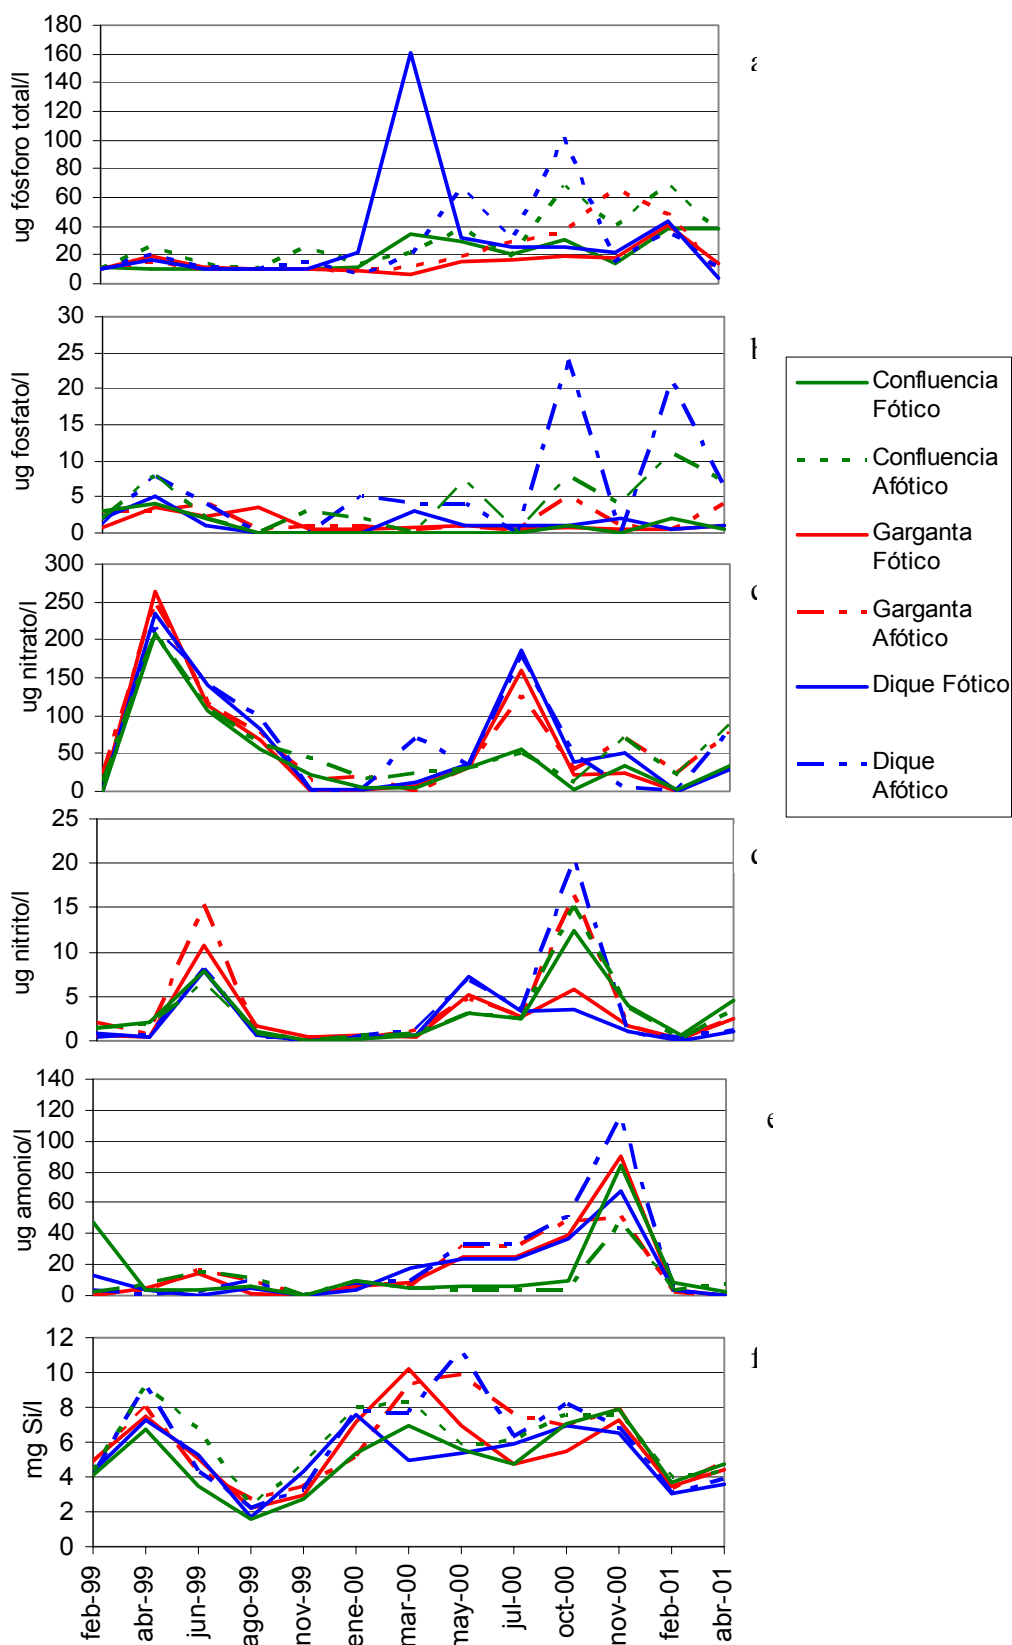 180
160
140
120
100
80
60
40
20
0
ug fósforo total/l
30
25
20
15
10
5
0
ug fosfato/l
300
250
200
150
100
50
0
ug nitrato/l
25
20
15
10
5
0
ug nitrito/l
140
120
100
80
60
40
20
0
ug amonio/l
12
10
8
6
4
2
0
mg Si/l
feb-99
abr-99
jun-99
ago-99
nov-99
ene-00
mar-00
may-00
jul-00
oct-00
nov-00
feb-01
abr-01
Confluencia
Fótico
Confluencia
Afótico
Garganta
Fótico
Garganta
Afótico
Dique Fótico
Dique
Afótico